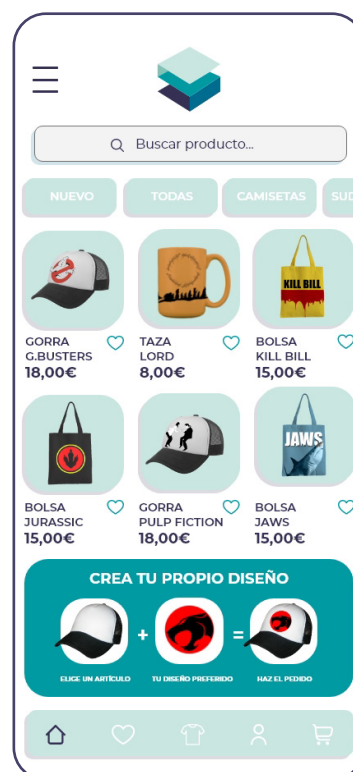 Buscar producto...
NUEVO
TODAS
CAMISETAS
SUD
KILL BILL
GORRA
G.BUSTERS
18,00€
TAZA
LORD
8,00€
BOLSA
KILL BILL
15,00€
JAWS
BOLSA
JURASSIC
15,00€
GORRA
PULP FICTION
18,00€
BOLSA
JAWS
15,00€
CREA TU PROPIO DISEÑO
+
=
ELIGE UN ARTÍCULO
TU DISEÑO PREFERIDO
HAZ EL PEDIDO